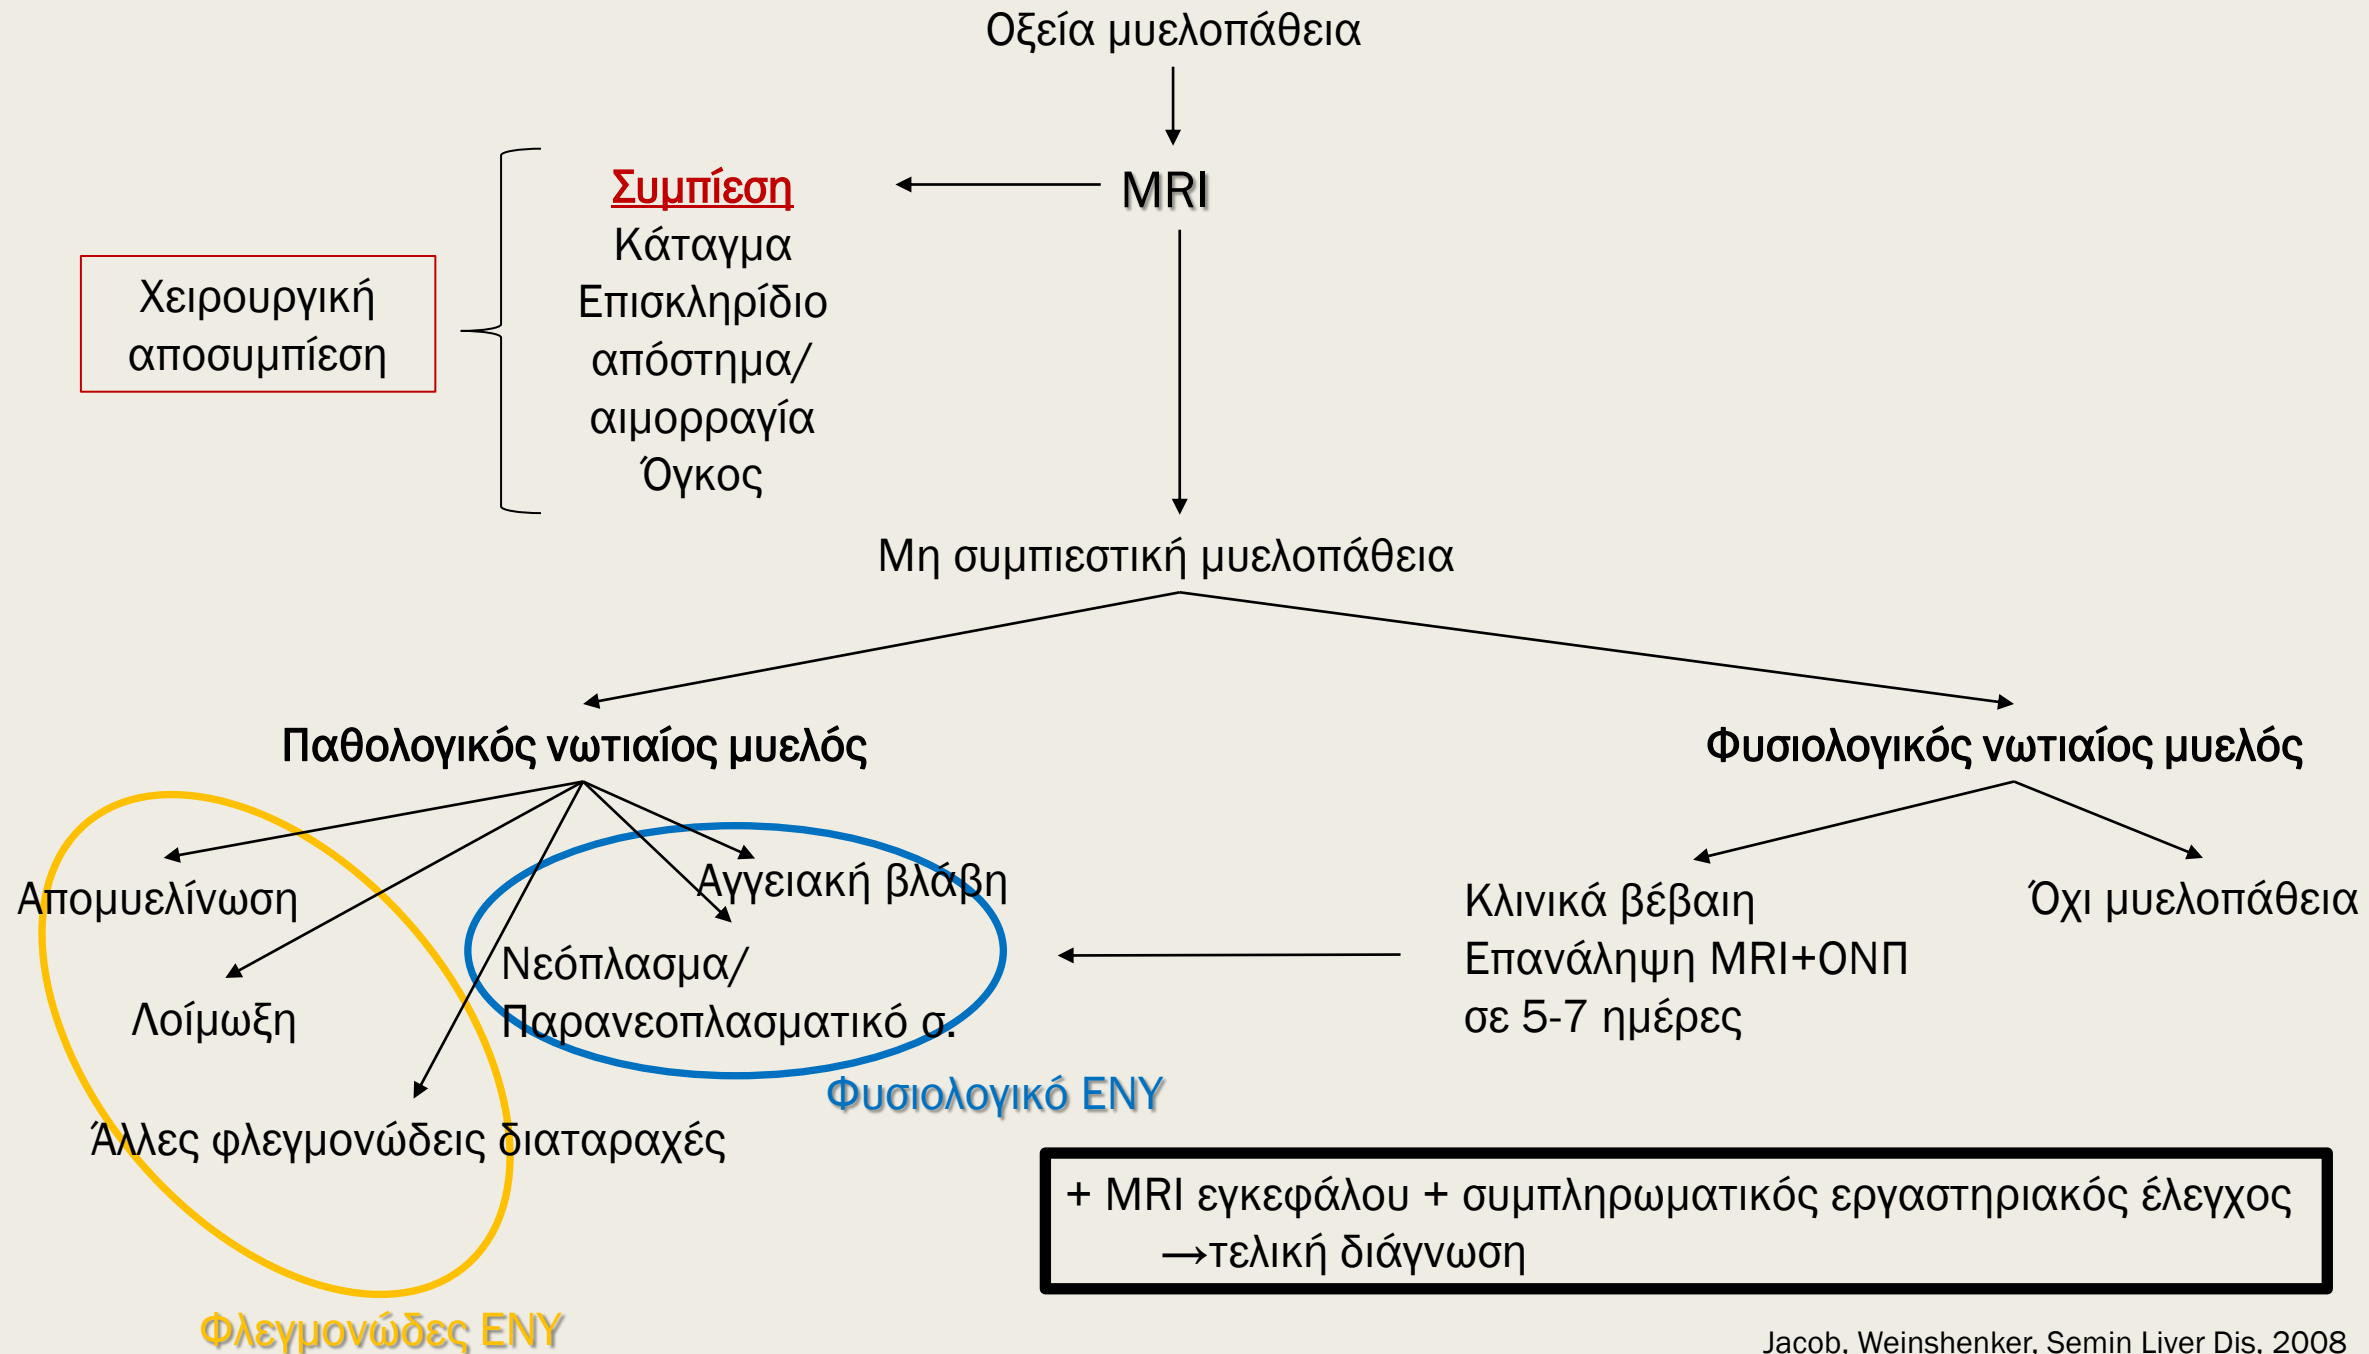 Οξεία μυελοπάθεια
MRI
Συμπίεση
Κάταγμα
Επισκληρίδιο
απόστημα/
αιμορραγία
Όγκος
Χειρουργική
αποσυμπίεση
Μη συμπιεστική μυελοπάθεια
Παθολογικός νωτιαίος μυελός
Φυσιολογικός νωτιαίος μυελός
Απομυελίνωση
Λοίμωξη
Άλλες φλεγμονώδεις διαταραχές
Αγγειακή βλάβη
Νεόπλασμα/
Παρανεοπλασματικό σ.
Φυσιολογικό ΕΝΥ
Κλινικά βέβαιη
Επανάληψη MRI+ΟΝΠ
σε 5-7 ημέρες
Όχι μυελοπάθεια
+ MRI εγκεφάλου + συμπληρωματικός εργαστηριακός έλεγχος
→τελική διάγνωση
Φλεγμονώδες ΕΝΥ
Jacob, Weinshenker, Semin Liver Dis, 2008